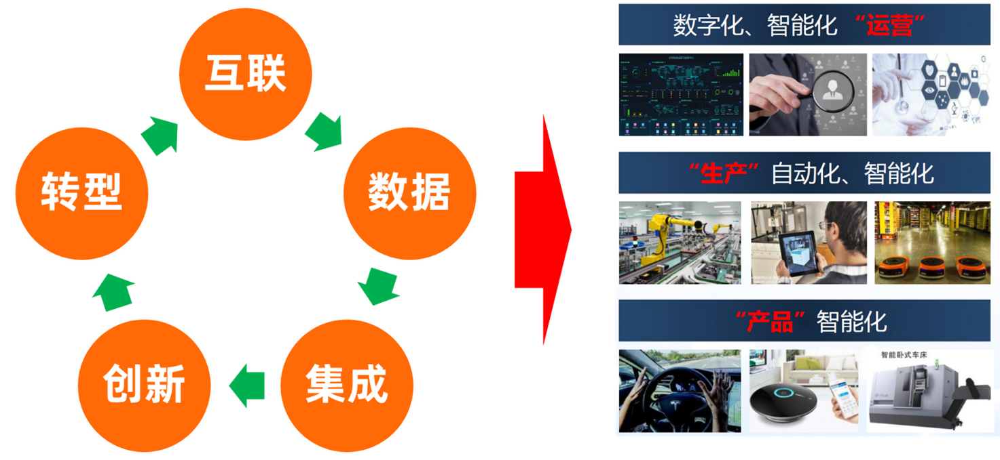 互联
数据
集成
创新
转型
数字化、智能化 “运营”
“生产” 自动化、智能化
“产品” 智能化
智能卧式车床